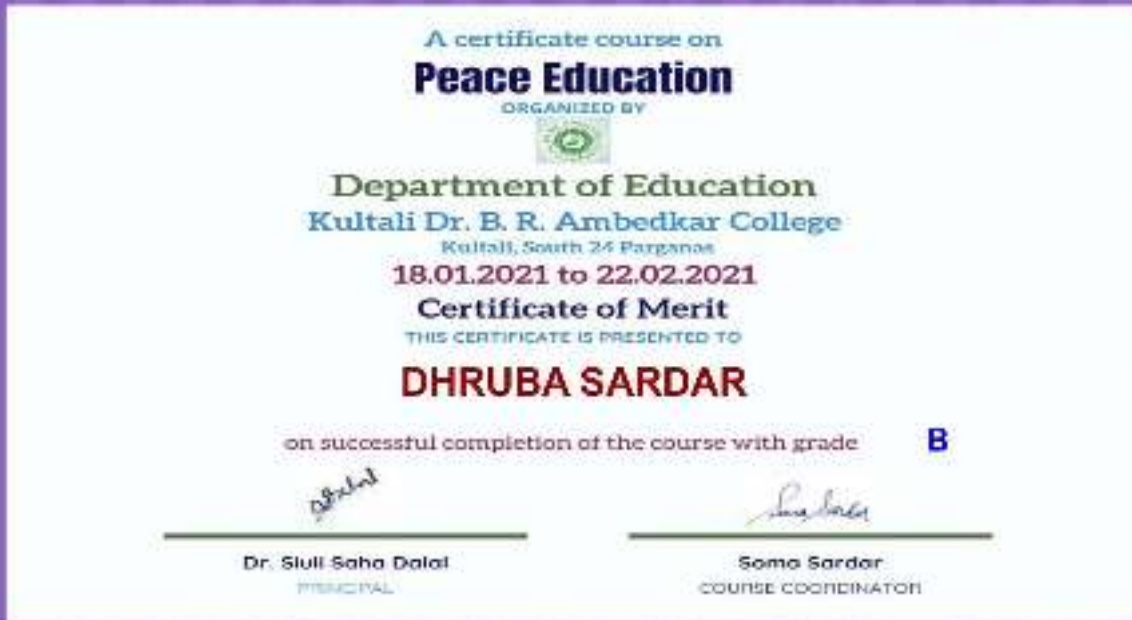 A certificate course on
Peace Education
ORGANIZED BY
Department of Education
Kultali Dr. B. R. Ambedkar College
Kultali, South 24 Parganas
18.01.2021 to 22.02.2021
Certificate of Merit
THIS CERTIFICATE IS PRESENTED TO
DHRUBA SARDAR
on successful completion of the course with grade B
Soma Sardar
Dr. Siuli Saha Dalal
Soma Sardar
PRINCIPAL
COURSE COORDINATOR